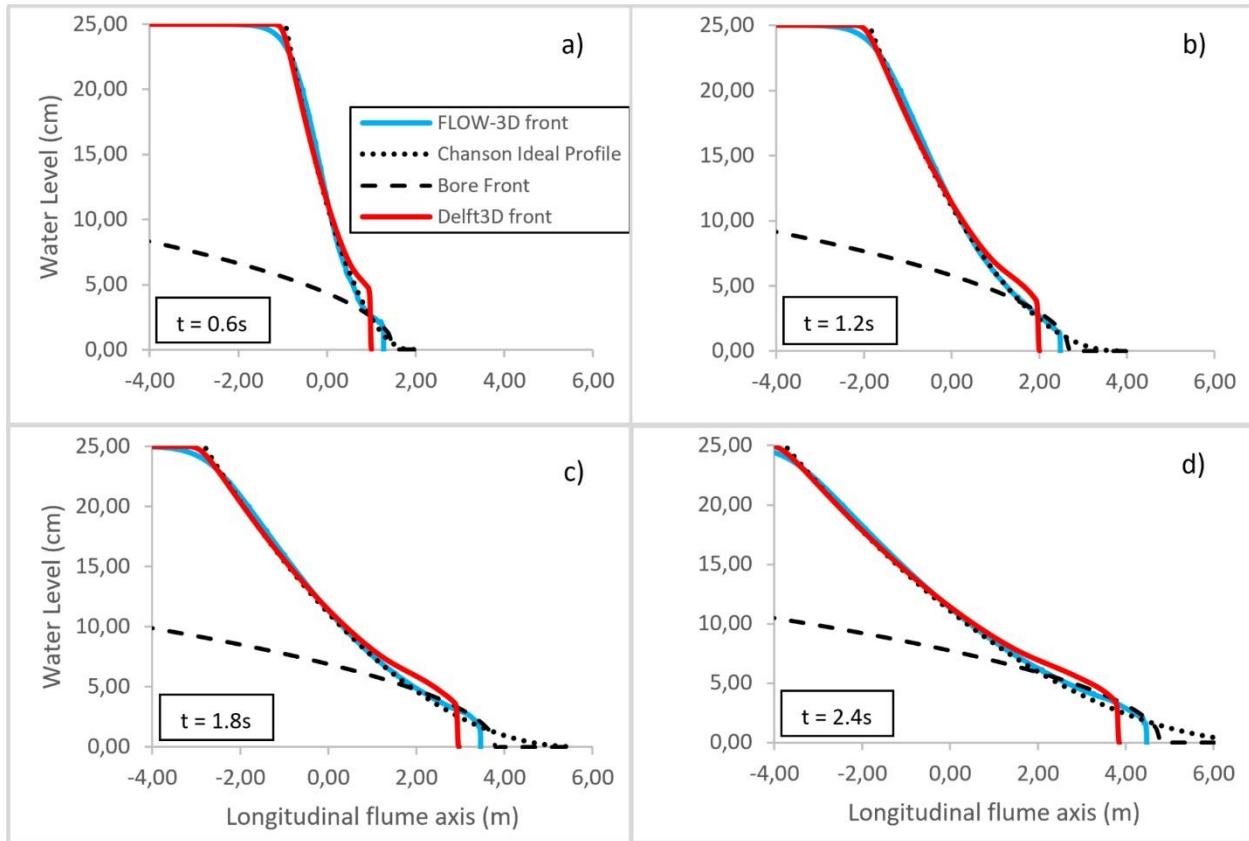 a)
Water Level (cm)
25,00
20,00
15,00
10,00
5,00
0,00
FLOW-3D front
Chanson Ideal Profile
Bore Front
Delft3D front
t = 0.6s
-4,00 -2,00 0,00 2,00 4,00 6,00
b)
25,00
20,00
15,00
10,00
5,00
0,00
t = 1.2s
-4,00 -2,00 0,00 2,00 4,00 6,00
c)
Water Level (cm)
25,00
20,00
15,00
10,00
5,00
0,00
t = 1.8s
-4,00 -2,00 0,00 2,00 4,00 6,00
Longitudinal flume axis (m)
d)
25,00
20,00
15,00
10,00
5,00
0,00
t = 2.4s
-4,00 -2,00 0,00 2,00 4,00 6,00
Longitudinal flume axis (m)